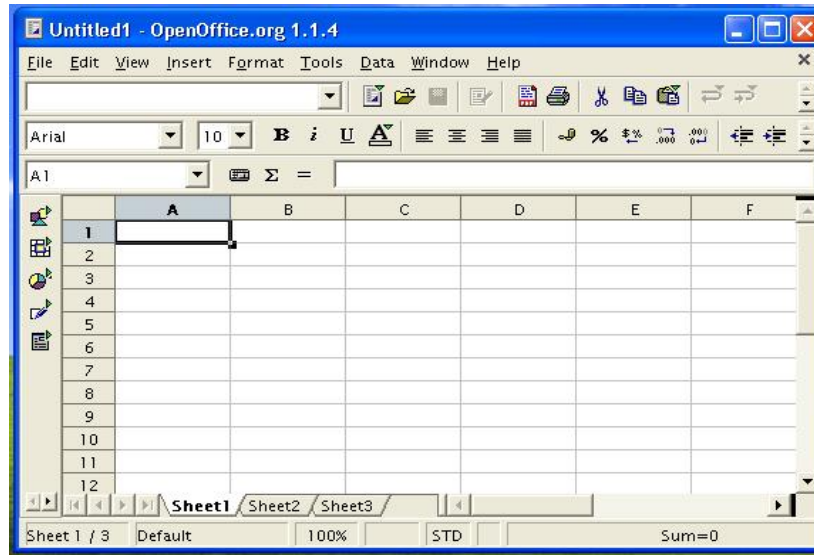 Untitled1 - OpenOffice.org 1.1.4
File Edit View Insert Format Tools Data Window Help
Arial 10 B i U A % $% .000 .000
A1 Σ =
A B C D E F
1
2
3
4
5
6
7
8
9
10
11
12
Sheet1 Sheet2 Sheet3
Sheet 1 / 3 Default 100% STD Sum=0